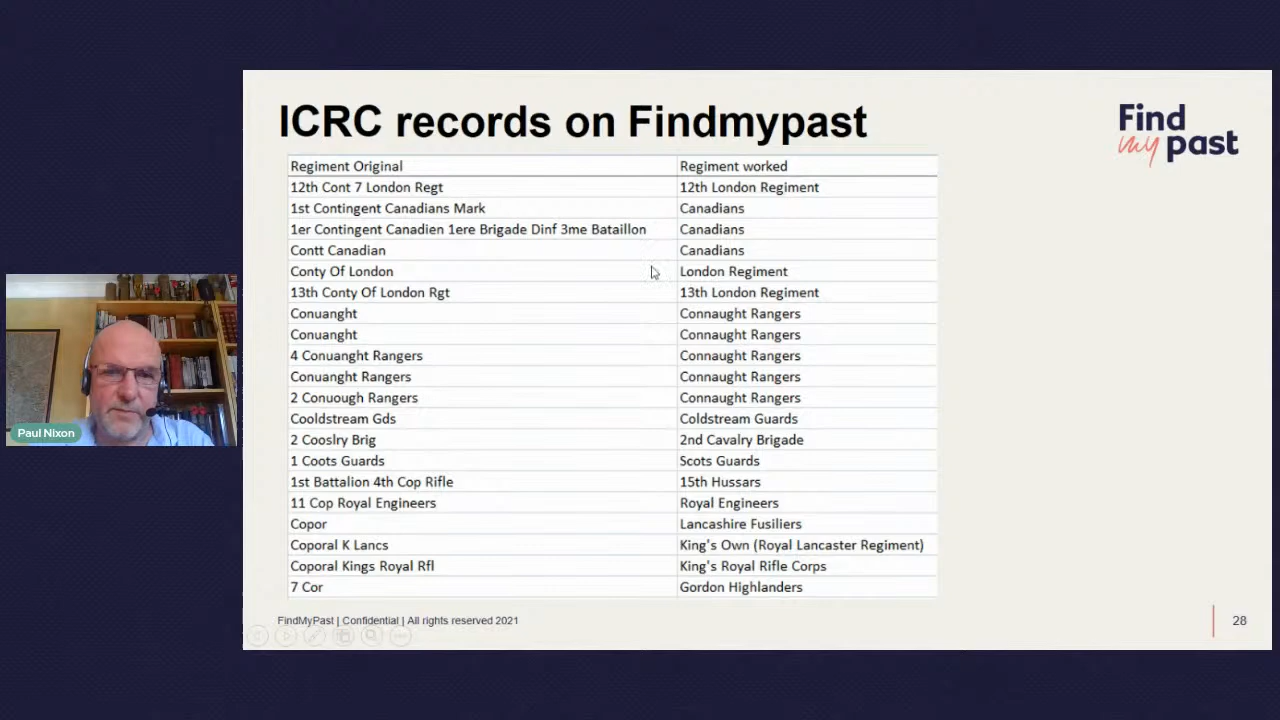 ICRC records on Findmypast
Find
my past
Regiment Original Regiment worked
12th Cont 7 London Regt 12th London Regiment
1st Contingent Canadians Mark Canadians
1er Contingent Canadien 1ere Brigade Dinf 3me Bataillon Canadians
Contt Canadian Canadians
Conty Of London London Regiment
13th Conty Of London Rgt 13th London Regiment
Conuanght Connaught Rangers
Conuanght Connaught Rangers
4 Conuanght Rangers Connaught Rangers
Conuanght Rangers Connaught Rangers
2 Conuough Rangers Connaught Rangers
Cooldstream Gds Coldstream Guards
2 Cooslry Brig 2nd Cavalry Brigade
1 Coots Guards Scots Guards
1st Battalion 4th Cop Rifle 15th Hussars
11 Cop Royal Engineers Royal Engineers
Copor Lancashire Fusiliers
Coporal K Lancs King's Own (Royal Lancaster Regiment)
Coporal Kings Royal Rfl King's Royal Rifle Corps
7 Cor Gordon Highlanders
Paul Nixon
FindMyPast | Confidential | All rights reserved 2021
28